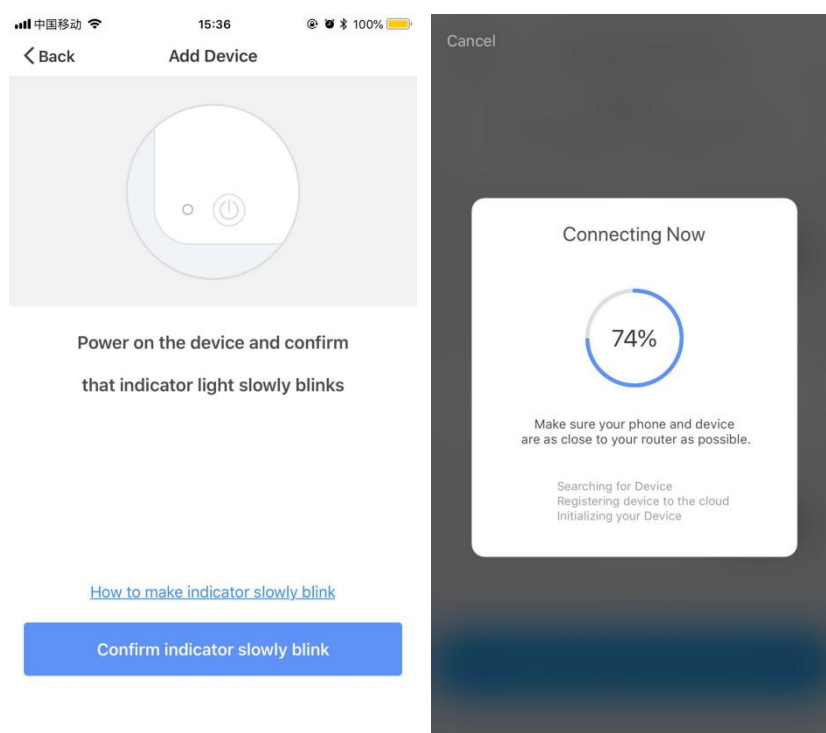 中国移动 15:36 100%
Back Add Device
Power on the device and confirm
that indicator light slowly blinks
How to make indicator slowly blink
Confirm indicator slowly blink
Cancel
Connecting Now
74%
Make sure your phone and device
are as close to your router as possible.
Searching for Device
Registering device to the cloud
Initializing your Device